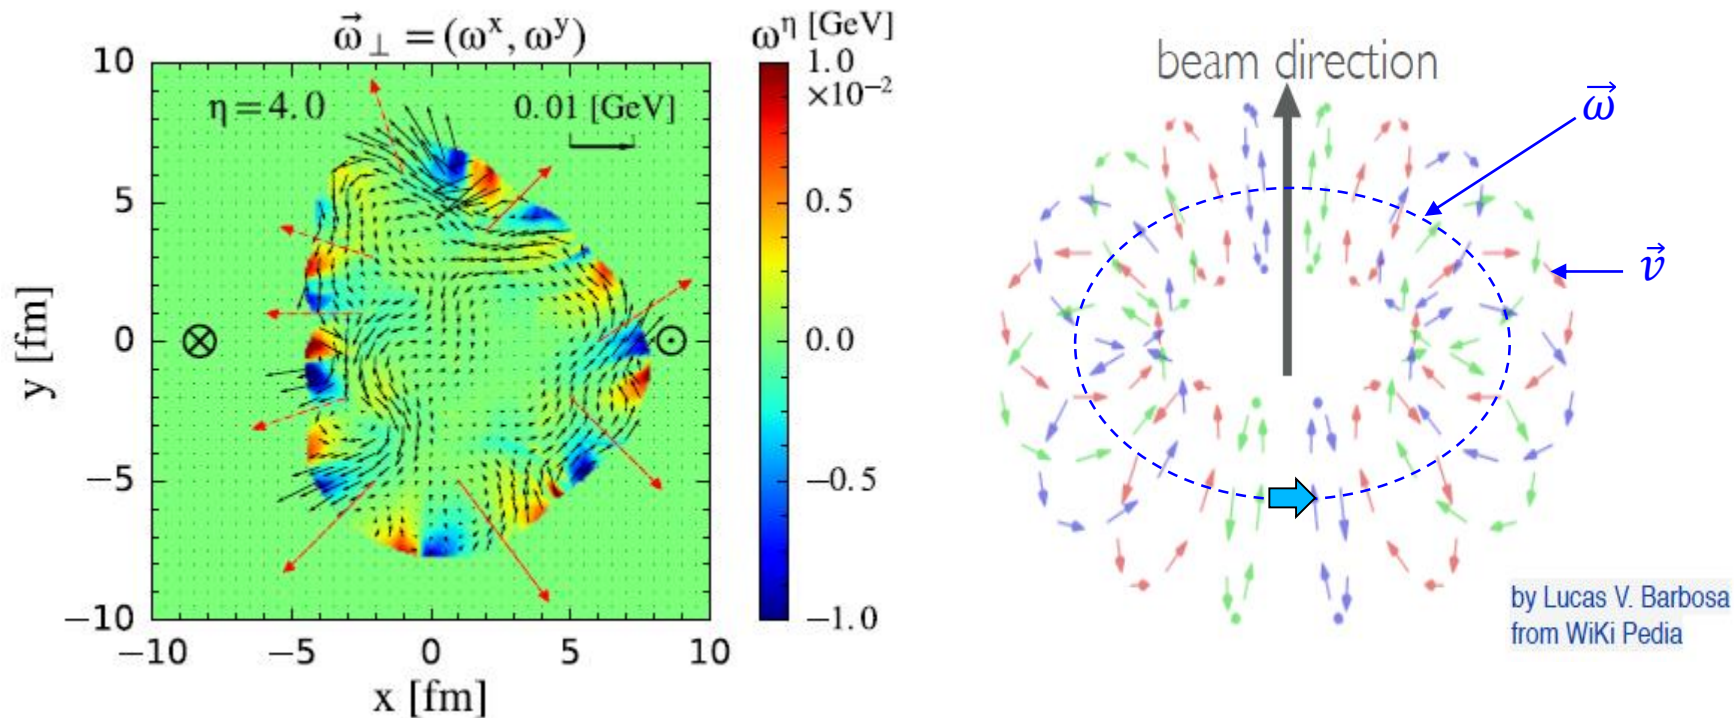 ω⃗⊥ = (ωˣ, ωʸ)
ω^η [GeV]
10
5
0
−5
−10
y [fm]
η=4.0
0.01 [GeV]
−10
−5
0
5
10
x [fm]
1.0
×10⁻²
0.5
0.0
−0.5
−1.0
beam direction
ω⃗
v⃗
by Lucas V. Barbosa
from WiKi Pedia